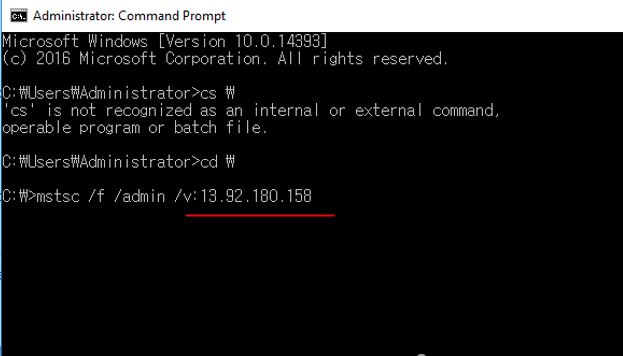 Administrator: Command Prompt
Microsoft Windows [Version 10.0.14393]
(c) 2016 Microsoft Corporation. All rights reserved.
C:₩Users₩Administrator>cs ₩
'cs' is not recognized as an internal or external command,
operable program or batch file.
C:₩Users₩Administrator>cd ₩
C:₩>mstsc /f /admin /v:13.92.180.158